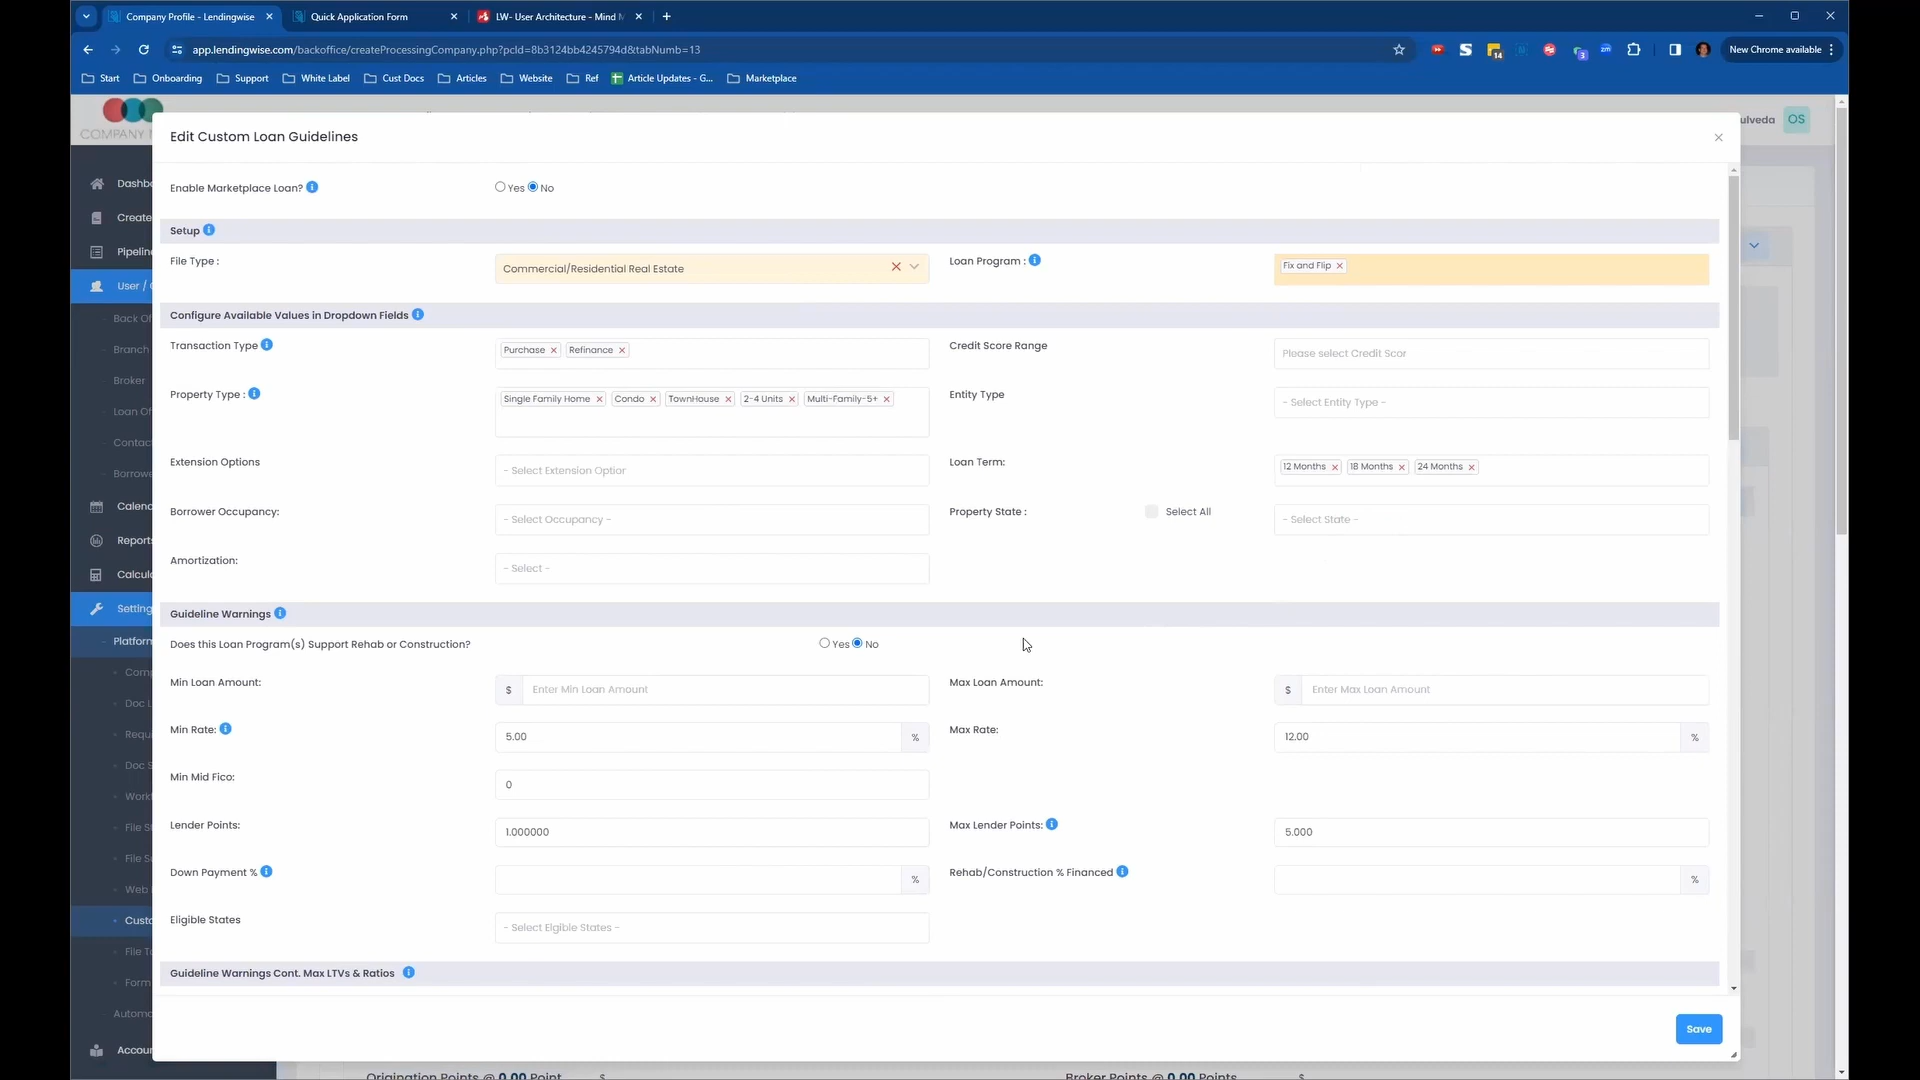 Company Profile - Lendingwise
Quick Application Form
LW- User Architecture - Mind M
app.lendingwise.com/backoffice/createProcessingCompany.php?pcId=8b3124bb4245794d&tabNumb=13
14
3
New Chrome available
Start
Onboarding
Support
White Label
Cust Docs
Articles
Website
Ref
Article Updates - G...
Marketplace
COMPANY
ulveda OS
Dashb
Create
Pipelin
User /
Back Of
Branch
Broker
Loan Of
Contac
Borrowe
Calend
Report
Calcul
Setting
Platform
Comp
Doc L
Requi
Doc S
Workf
File St
File Su
Web
Custo
File To
Form
Automa
Accoun
Edit Custom Loan Guidelines
Enable Marketplace Loan? Yes No
Setup
File Type : Commercial/Residential Real Estate
Loan Program : Fix and Flip
Configure Available Values in Dropdown Fields
Transaction Type Purchase Refinance
Credit Score Range Please select Credit Scor
Property Type : Single Family Home Condo TownHouse 2-4 Units Multi-Family-5+
Entity Type - Select Entity Type -
Extension Options - Select Extension Optior
Loan Term: 12 Months 18 Months 24 Months
Borrower Occupancy: - Select Occupancy -
Property State : Select All - Select State -
Amortization: - Select -
Guideline Warnings
Does this Loan Program(s) Support Rehab or Construction? Yes No
Min Loan Amount: $ Enter Min Loan Amount
Max Loan Amount: $ Enter Max Loan Amount
Min Rate: 5.00 %
Max Rate: 12.00 %
Min Mid Fico: 0
Lender Points: 1.000000
Max Lender Points: 5.000
Down Payment % %
Rehab/Construction % Financed %
Eligible States - Select Elgible States -
Guideline Warnings Cont. Max LTVs & Ratios
Save
Origination Points @ 0.00 Point $
Broker Points @ 0.00 Points $